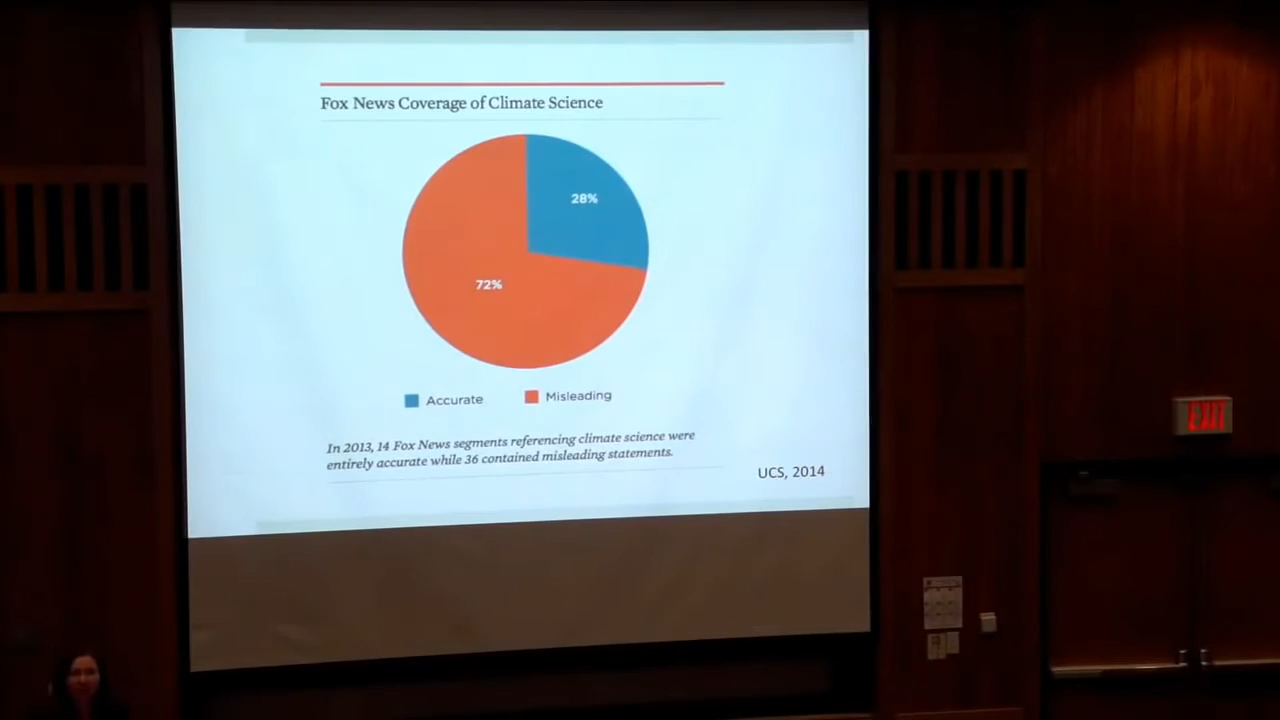 Fox News Coverage of Climate Science
28%
72%
Accurate
Misleading
In 2013, 14 Fox News segments referencing climate science were
entirely accurate while 36 contained misleading statements.
UCS, 2014
EXIT